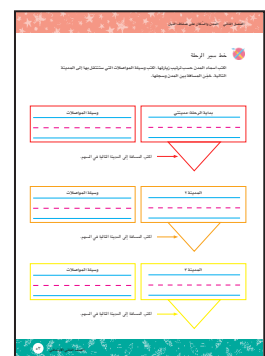 خط سير الرحلة
اكتب أسماء المدن حسب ترتيب زيارتها. اكتب وسيلة المواصلات التي ستنتقل بها إلى المدينة
التالية. خمّن المسافة بين المدن وسجلها.
بداية الرحلة مدينتي
وسيلة المواصلات
اكتب المسافة إلى المدينة التالية في السهم.
المدينة ٢
وسيلة المواصلات
اكتب المسافة إلى المدينة التالية في السهم.
المدينة ٣
وسيلة المواصلات
اكتب المسافة إلى المدينة التالية في السهم.